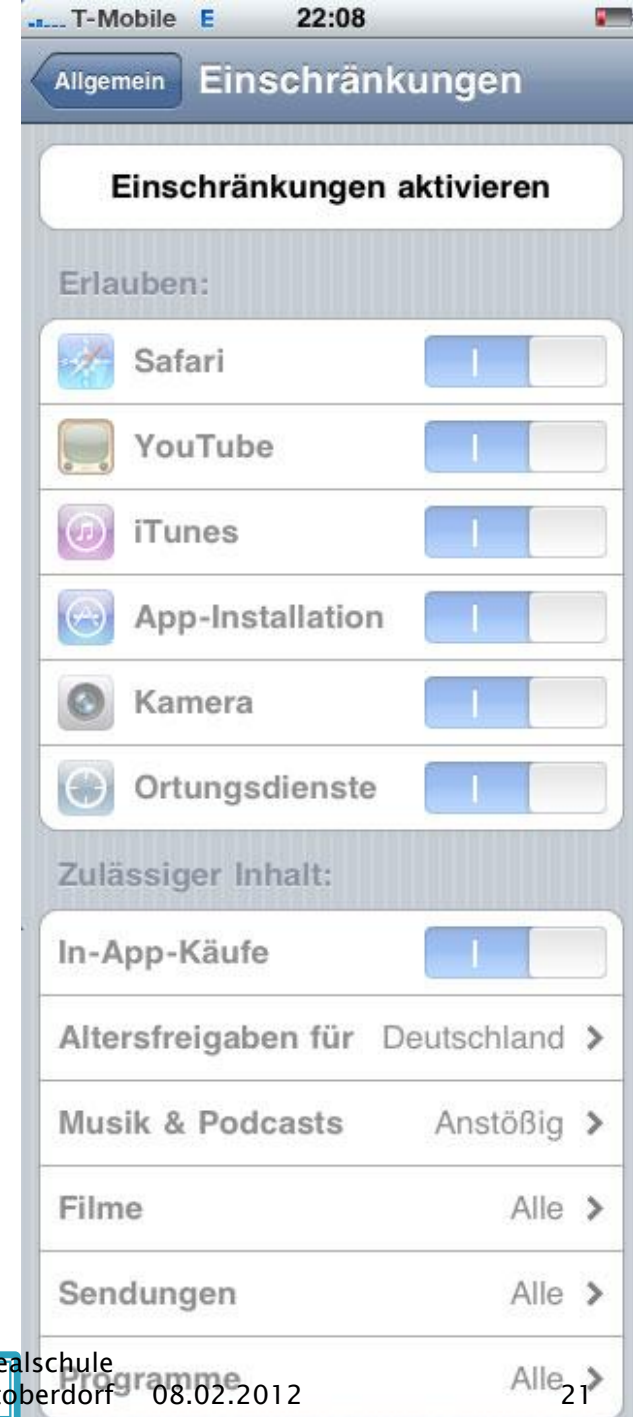 T-Mobile E 22:08
Allgemein Einschränkungen
Einschränkungen aktivieren
Erlauben:
Safari
YouTube
iTunes
App-Installation
Kamera
Ortungsdienste
Zulässiger Inhalt:
In-App-Käufe
Altersfreigaben für Deutschland
Musik & Podcasts Anstößig
Filme Alle
Sendungen Alle
ealschule
Programme Alle
toberdorf 08.02.2012 21